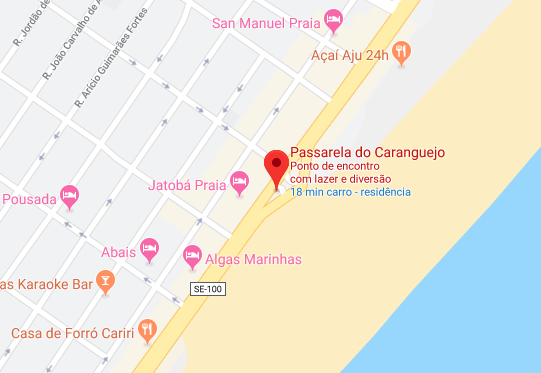 San Manuel Praia
Açaí Aju 24h
R. Jordão de
R. João Carvalho de A
R. Arício Guimarães Fortes
Passarela do Caranguejo
Ponto de encontro
com lazer e diversão
18 min carro - residência
Jatobá Praia
Pousada
Abais
Algas Marinhas
as Karaoke Bar
SE-100
Casa de Forró Cariri